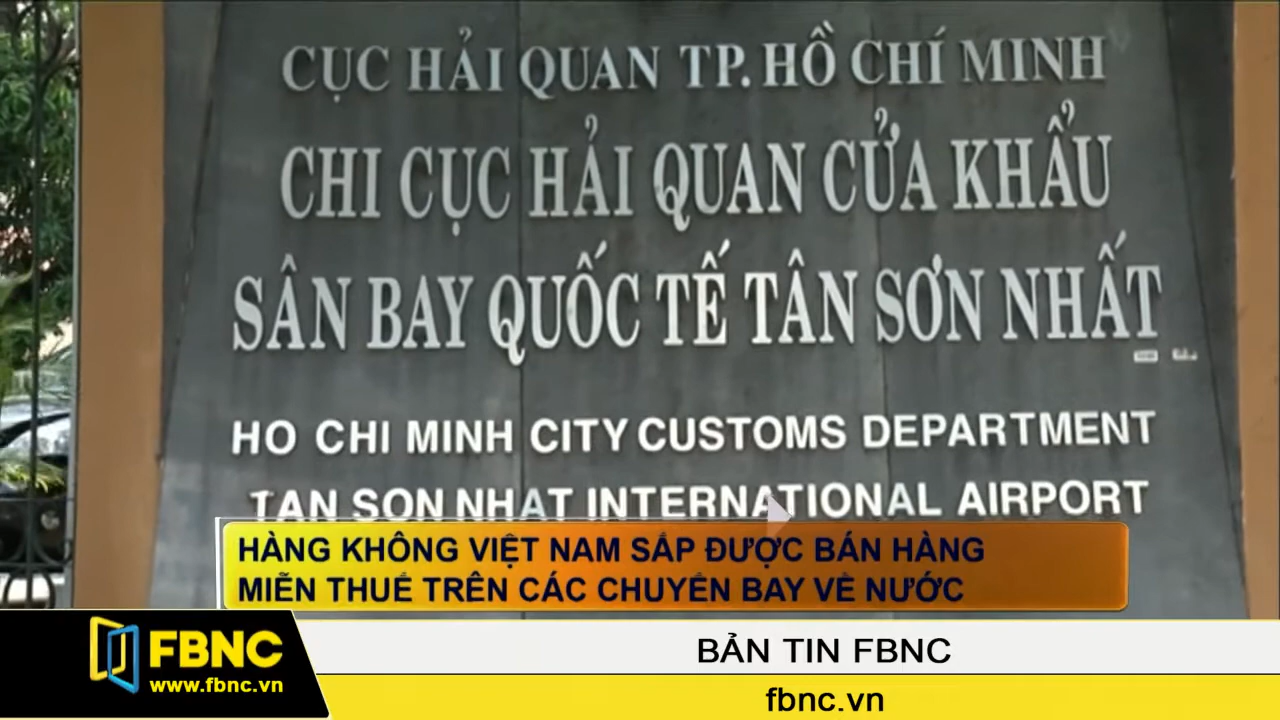 CỤC HẢI QUAN TP. HỒ CHÍ MINH
CHI CỤC HẢI QUAN CỬA KHẨU
SÂN BAY QUỐC TẾ TÂN SƠN NHẤT
HO CHI MINH CITY CUSTOMS DEPARTMENT
TAN SON NHAT INTERNATIONAL AIRPORT
HÀNG KHÔNG VIỆT NAM SẮP ĐƯỢC BÁN HÀNG
MIỄN THUẾ TRÊN CÁC CHUYẾN BAY VỀ NƯỚC
FBNC
www.fbnc.vn
BẢN TIN FBNC
fbnc.vn